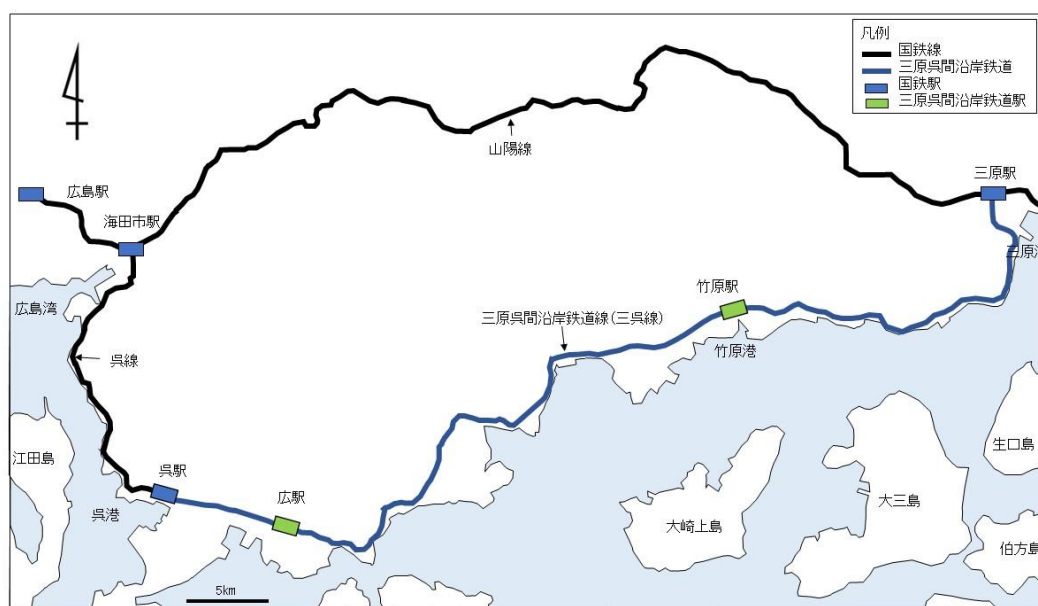 凡例
国鉄線
三原呉間沿岸鉄道
国鉄駅
三原呉間沿岸鉄道駅
山陽線
三原駅
広島駅
海田市駅
三原港
竹原駅
広島湾
三原呉間沿岸鉄道線(三呉線)
竹原港
呉線
生口島
江田島
呉駅
広駅
大三島
呉港
大崎上島
伯方島
5km